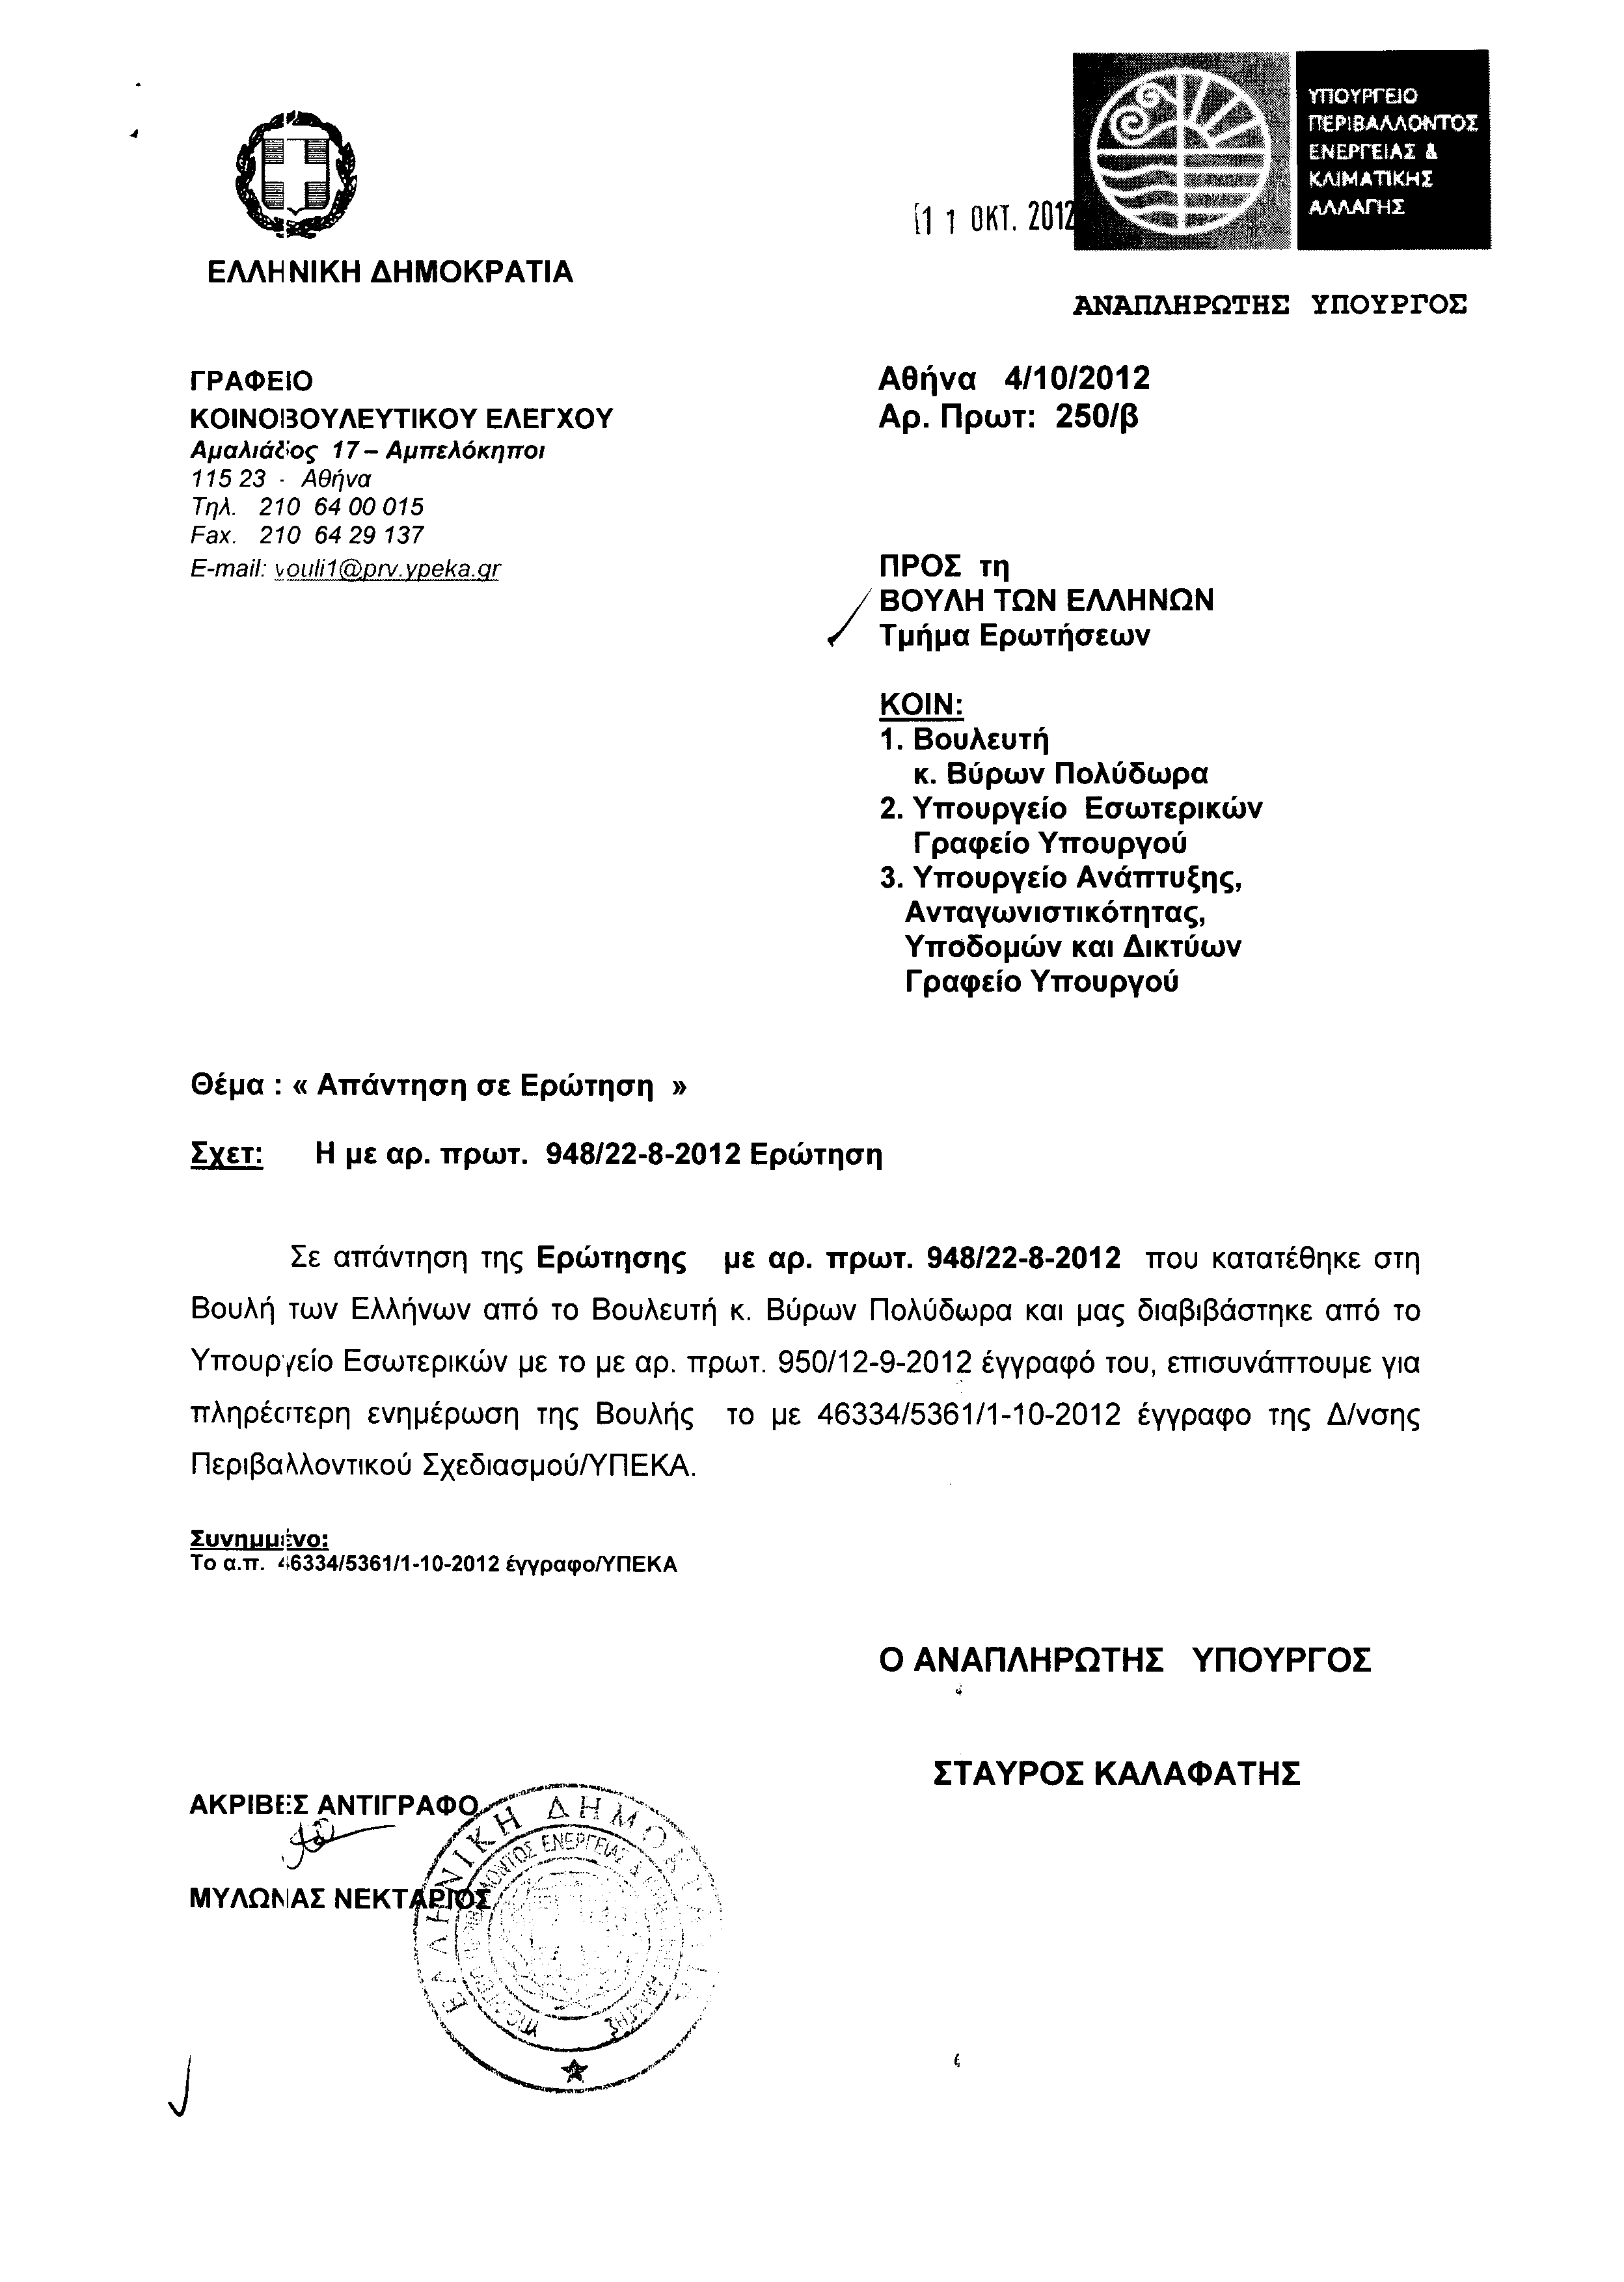 ΥΠΟΥΡΓΕΙΟ
ΠΕΡΙΒΑΛΛΟΝΤΟΣ
ΕΝΕΡΓΕΙΑΣ &
ΚΛΙΜΑΤΙΚΗΣ
ΑΛΛΑΓΗΣ
11 ΟΚΤ. 2012
ΕΛΛΗΝΙΚΗ ΔΗΜΟΚΡΑΤΙΑ
ΑΝΑΠΛΗΡΩΤΗΣ ΥΠΟΥΡΓΟΣ
ΓΡΑΦΕΙΟ
ΚΟΙΝΟΒΟΥΛΕΥΤΙΚΟΥ ΕΛΕΓΧΟΥ
Αμαλιάδος 17 – Αμπελόκηποι
115 23 - Αθήνα
Τηλ. 210 64 00 015
Fax. 210 64 29 137
E-mail: vouli1@prv.ypeka.gr
Αθήνα 4/10/2012
Αρ. Πρωτ: 250/β
ΠΡΟΣ τη
ΒΟΥΛΗ ΤΩΝ ΕΛΛΗΝΩΝ
Τμήμα Ερωτήσεων
ΚΟΙΝ:
1. Βουλευτή
κ. Βύρων Πολύδωρα
2. Υπουργείο Εσωτερικών
Γραφείο Υπουργού
3. Υπουργείο Ανάπτυξης,
Ανταγωνιστικότητας,
Υποδομών και Δικτύων
Γραφείο Υπουργού
Θέμα : « Απάντηση σε Ερώτηση »
Σχετ: Η με αρ. πρωτ. 948/22-8-2012 Ερώτηση
Σε απάντηση της Ερώτησης με αρ. πρωτ. 948/22-8-2012 που κατατέθηκε στη
Βουλή των Ελλήνων από το Βουλευτή κ. Βύρων Πολύδωρα και μας διαβιβάστηκε από το
Υπουργείο Εσωτερικών με το με αρ. πρωτ. 950/12-9-2012 έγγραφό του, επισυνάπτουμε για
πληρέστερη ενημέρωση της Βουλής το με 46334/5361/1-10-2012 έγγραφο της Δ/νσης
Περιβαλλοντικού Σχεδιασμού/ΥΠΕΚΑ.
Συνημμένο:
Το α.π. 46334/5361/1-10-2012 έγγραφο/ΥΠΕΚΑ
Ο ΑΝΑΠΛΗΡΩΤΗΣ ΥΠΟΥΡΓΟΣ
ΣΤΑΥΡΟΣ ΚΑΛΑΦΑΤΗΣ
ΑΚΡΙΒΕΣ ΑΝΤΙΓΡΑΦΟ
ΜΥΛΩΝΑΣ ΝΕΚΤΑΡΙΟΣ
ΕΛΛΗΝΙΚΗ ΔΗΜΟΚΡΑΤΙΑ